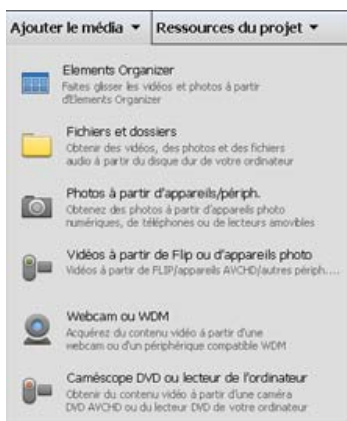 Ajouter le média ▾ Ressources du projet ▾
Elements Organizer
Faites glisser les vidéos et photos à partir
d'Elements Organizer
Fichiers et dossiers
Obtenir des vidéos, des photos et des fichiers
audio à partir du disque dur de votre ordinateur
Photos à partir d'appareils/périph.
Obtenez des photos à partir d'appareils photo
numériques, de téléphones ou de lecteurs amovibles
Vidéos à partir de Flip ou d'appareils photo
Vidéos à partir de FLIP/appareils AVCHD/autres périph....
Webcam ou WDM
Acquérez du contenu vidéo à partir d'une
webcam ou d'un périphérique compatible WDM
Caméscope DVD ou lecteur de l'ordinateur
Obtenir du contenu vidéo à partir d'une caméra
DVD AVCHD ou du lecteur DVD de votre ordinateur